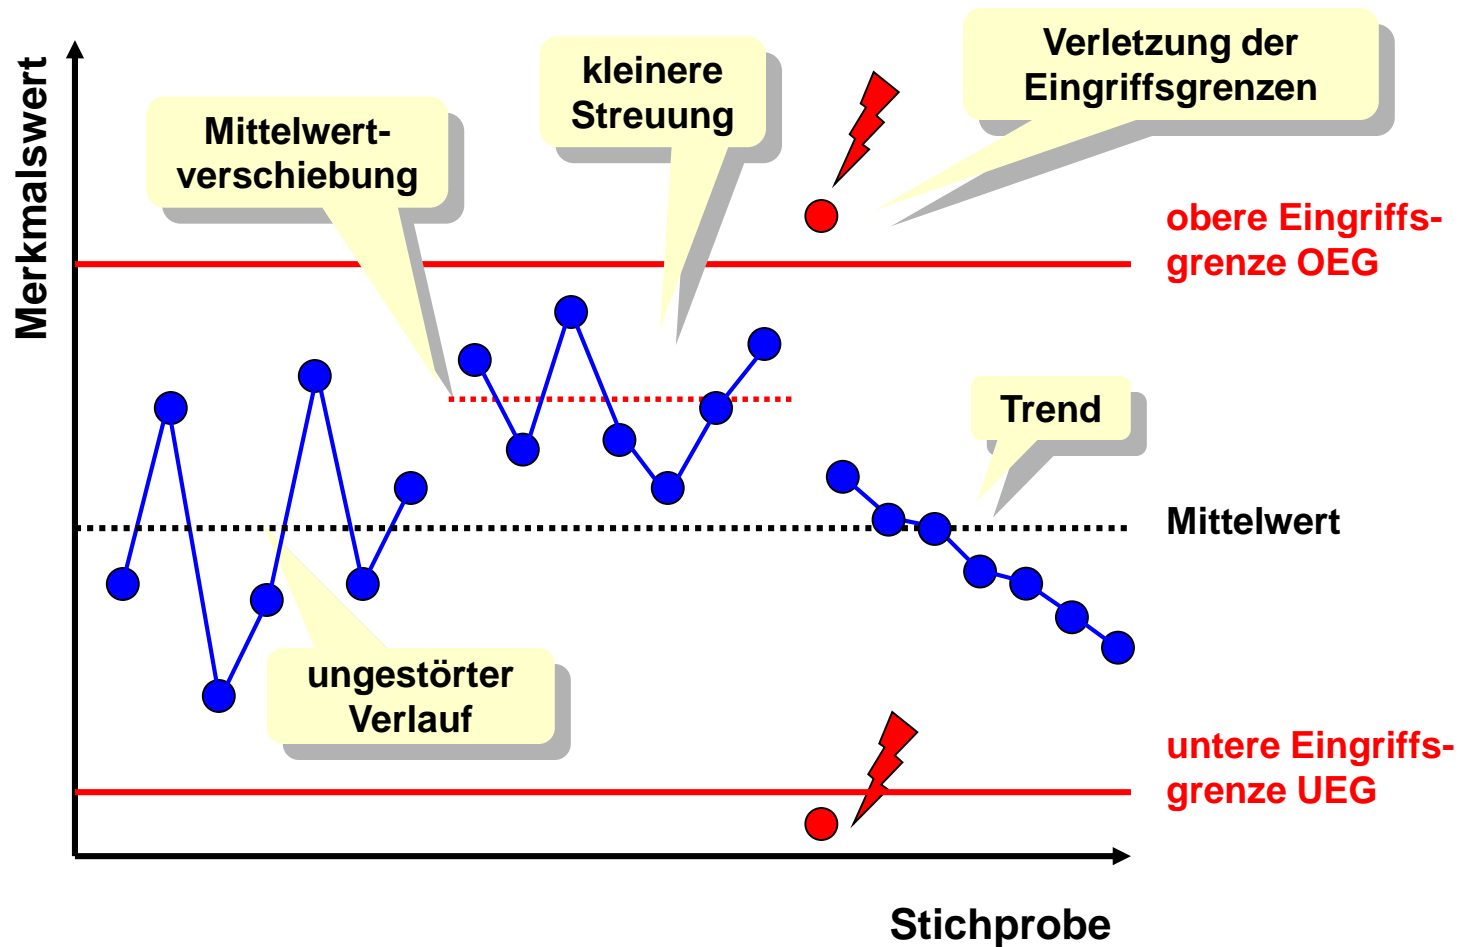 Merkmalswert
Mittelwert-
verschiebung
kleinere
Streuung
Verletzung der
Eingriffsgrenzen
obere Eingriffs-
grenze OEG
Trend
Mittelwert
ungestörter
Verlauf
untere Eingriffs-
grenze UEG
Stichprobe